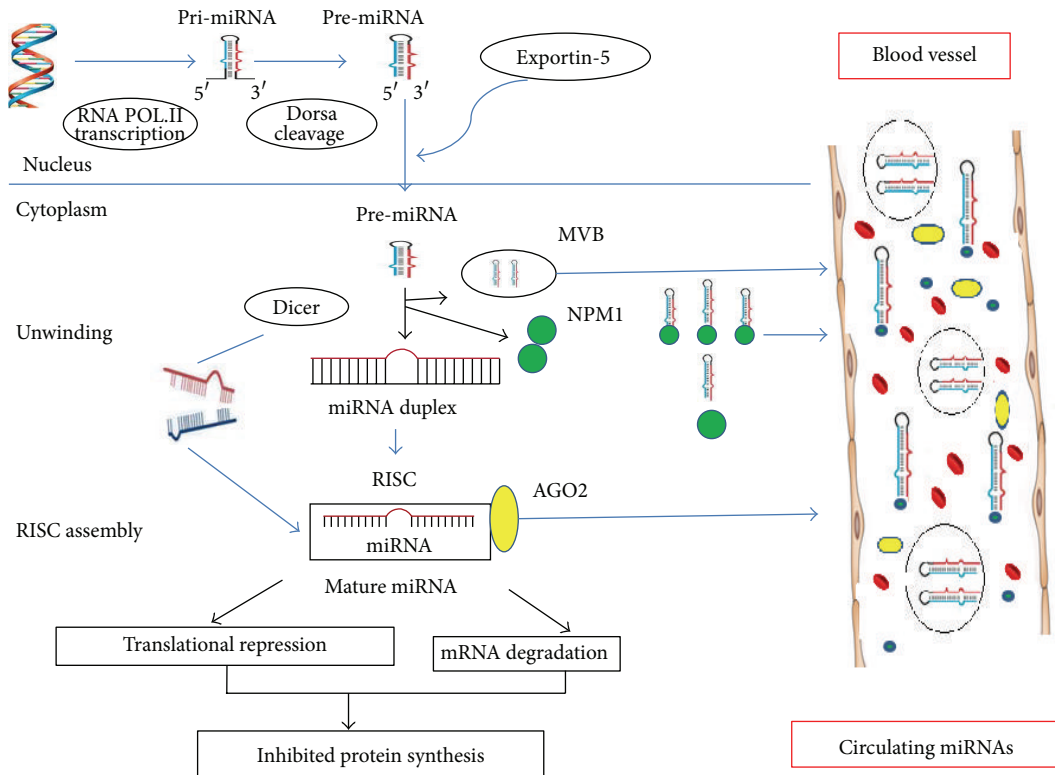 Pri-miRNA
Pre-miRNA
Blood vessel
Exportin-5
5′ 3′
5′ 3′
RNA POL.II
transcription
Dorsa
cleavage
Nucleus
Cytoplasm
Pre-miRNA
MVB
Dicer
NPM1
Unwinding
miRNA duplex
RISC
AGO2
RISC assembly
miRNA
Mature miRNA
Translational repression
mRNA degradation
Inhibited protein synthesis
Circulating miRNAs